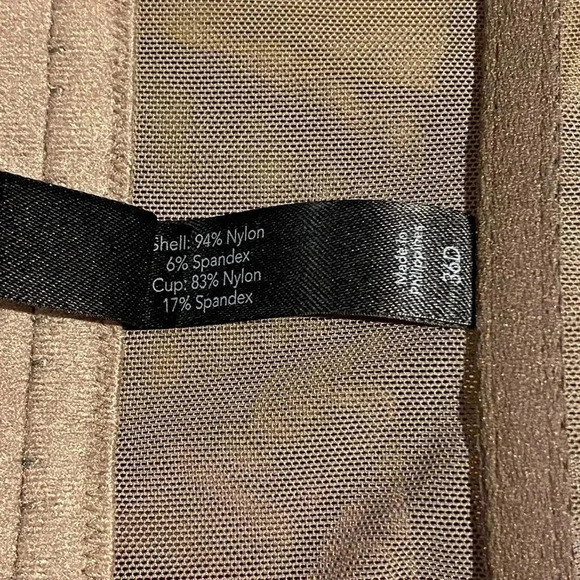 Shell: 94% Nylon
6% Spandex
Cup: 83% Nylon
17% Spandex
Made in
Philippines
36D